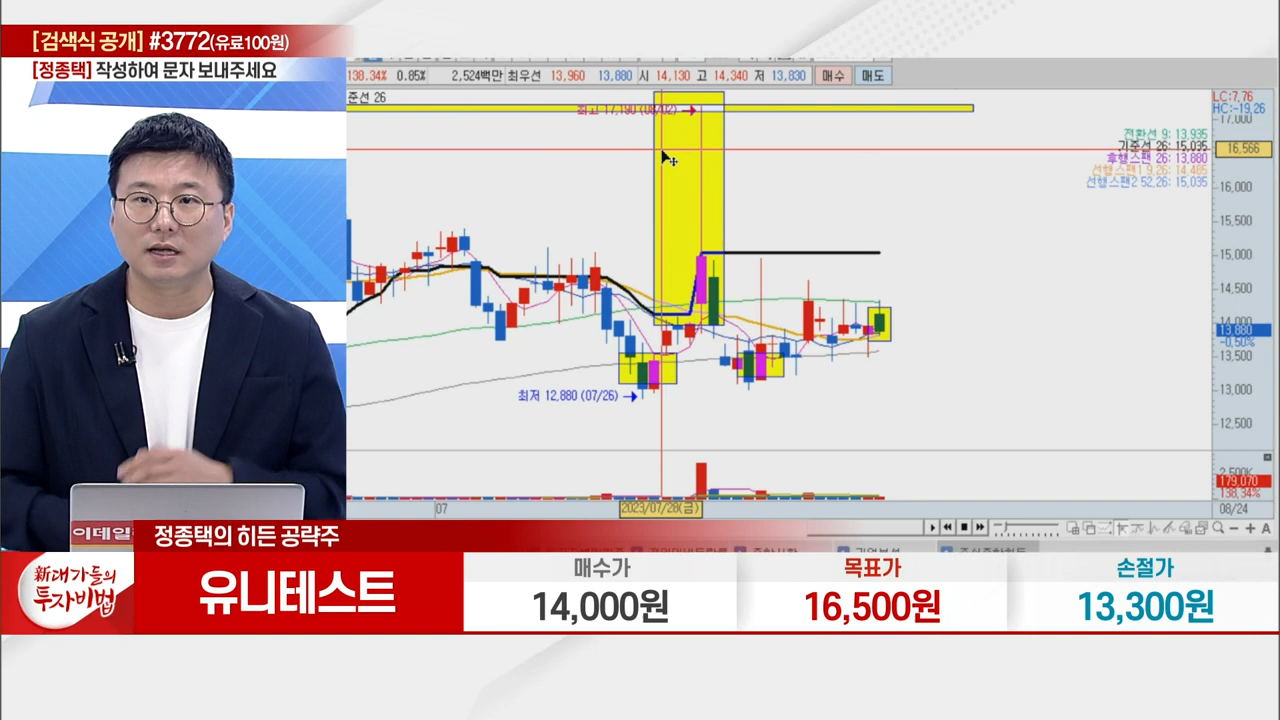 [검색식 공개] #3772(유료100원)
[정종택] 작성하여 문자 보내주세요
138.34% 0.85% 2,524백만 최우선 13,960 13,880 시 14,130 고 14,340 저 13,830 매수 매도
준선 26
최고 17,190 (08/02)
LC:7.76
HC:-19.26
17,000
전환선 9: 13,935
기준선 26: 15,035
후행스팬 26: 13,880
선행스팬1 9,26: 14,485
선행스팬2 52,26: 15,035
16,566
16,000
15,500
15,000
14,500
14,000
13,880
-0.50%
13,500
13,000
12,500
최저 12,880 (07/26)
2,500K
179,070
138.34%
07
2023/07/28(금)
08/24
이데일
정종택의 히든 공략주
新대가들의
투자비법
유니테스트
매수가
14,000원
목표가
16,500원
손절가
13,300원